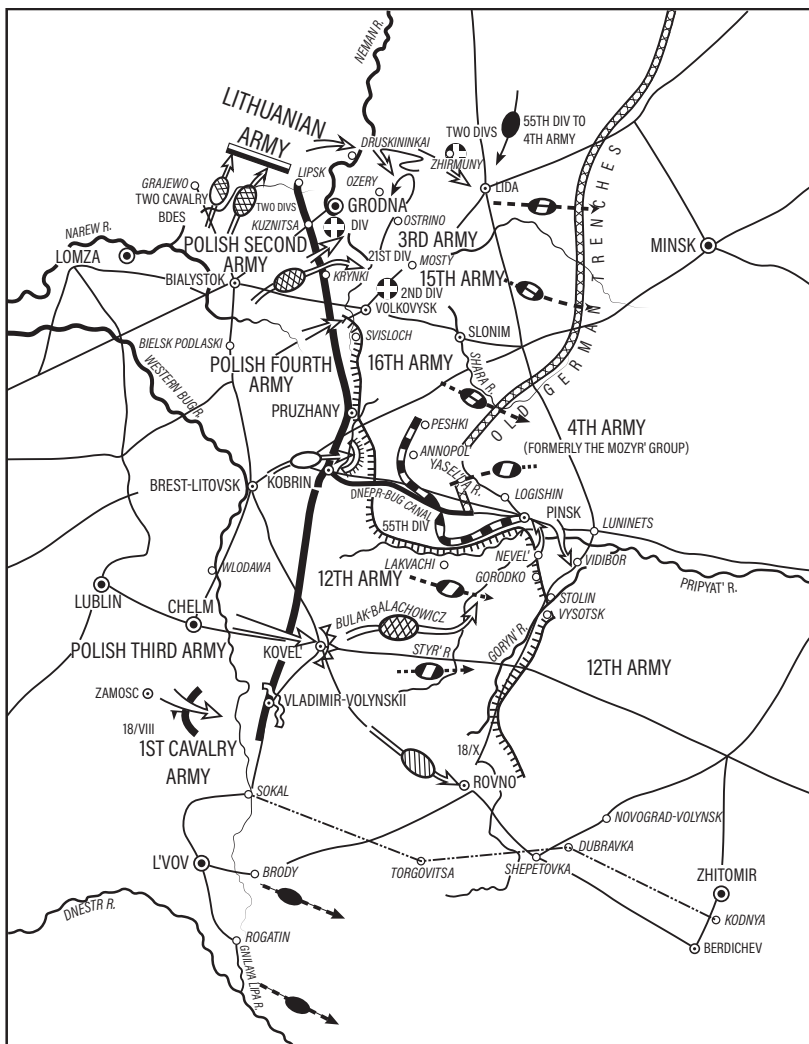 NEMAN R.
LITHUANIAN
ARMY
DRUSKININKAI
TWO DIVS
ZHIRMUNY
55TH DIV TO
4TH ARMY
GRAJEWO
TWO CAVALRY
BDES
LIPSK
TWO DIVS
OZERY
GRODNA
LIDA
KUZNITSA
DIV
OSTRINO
NAREW R.
LOMZA
POLISH SECOND
ARMY
3RD ARMY
21ST DIV
MOSTY
MINSK
OLD GERMAN TRENCHES
BIALYSTOK
KRYNKI
15TH ARMY
2ND DIV
VOLKOVYSK
SVISLOCH
SLONIM
BIELSK PODLASKI
WESTERN BUG R.
POLISH FOURTH
ARMY
16TH ARMY
SHARA R.
PRUZHANY
PESHKI
ANNOPOL'
YASEL'DA R.
4TH ARMY
(FORMERLY THE MOZYR' GROUP)
BREST-LITOVSK
KOBRIN
DNEPR-BUG CANAL
LOGISHIN
PINSK
55TH DIV
LUNINETS
NEVEL'
VIDIBOR
WLODAWA
12TH ARMY
LAKVACHI
GORODKO
PRIPYAT' R.
LUBLIN
CHELM
BULAK-BALACHOWICZ
STOLIN
VYSOTSK
POLISH THIRD ARMY
KOVEL'
STYR' R
GORYN' R.
12TH ARMY
ZAMOSC
18/VIII
VLADIMIR-VOLYNSKII
1ST CAVALRY
ARMY
18/X
ROVNO
SOKAL
NOVOGRAD-VOLYNSK
DUBRAVKA
L'VOV
BRODY
TORGOVITSA
SHEPETOVKA
ZHITOMIR
DNESTR R.
KODNYA
ROGATIN
BERDICHEV
GNILAYA LIPA R.